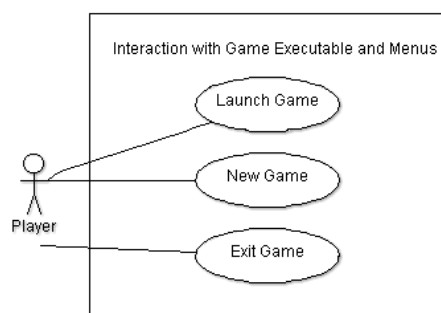 Interaction with Game Executable and Menus
Launch Game
New Game
Player
Exit Game